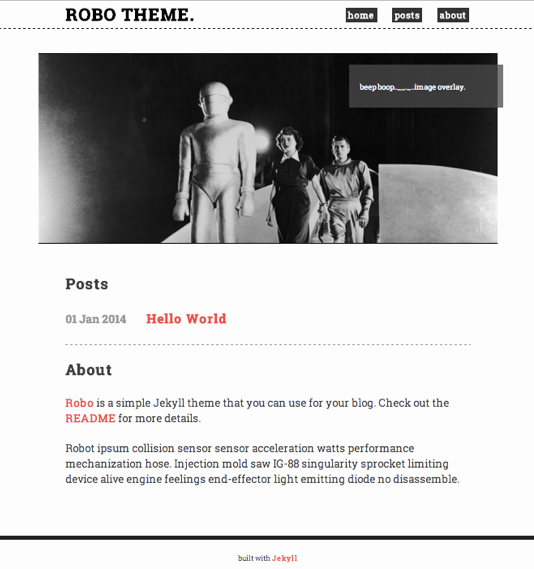 ROBO THEME.
home posts about
beep boop..__.__..image overlay.
Posts
01 Jan 2014 Hello World
About
Robo is a simple Jekyll theme that you can use for your blog. Check out the
README for more details.
Robot ipsum collision sensor sensor acceleration watts performance
mechanization hose. Injection mold saw IG-88 singularity sprocket limiting
device alive engine feelings end-effector light emitting diode no disassemble.
built with Jekyll